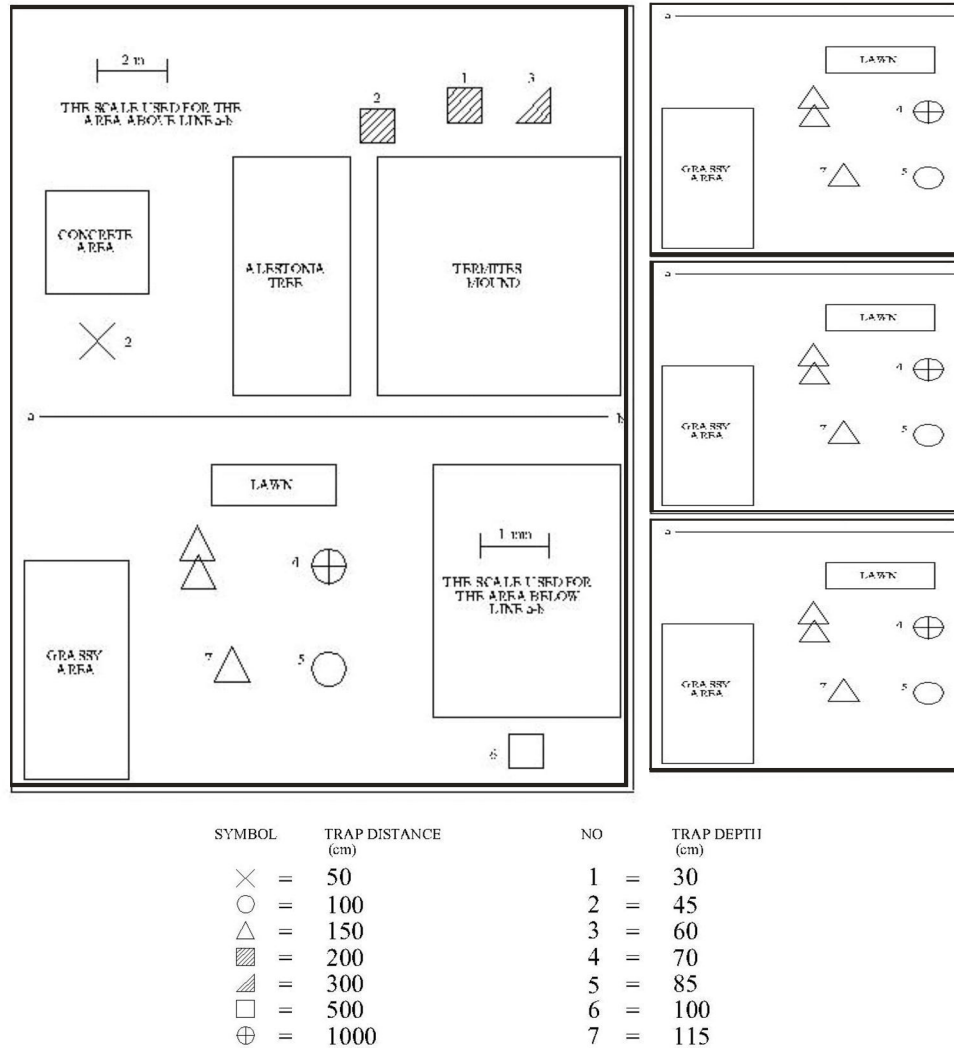 2 m
THE SCALE USED FOR THE
AREA ABOVE LINE a-b
2
1
3
CONCRETE
AREA
ALESTONIA
TREE
TERMITES
MOUND
2
a
b
LAWN
4
1 mm
THE SCALE USED FOR
THE AREA BELOW
LINE a-b
GRASSY
AREA
7
5
6
a
LAWN
4
GRASSY
AREA
7
5
a
LAWN
4
GRASSY
AREA
7
5
a
LAWN
4
GRASSY
AREA
7
5
SYMBOL TRAP DISTANCE NO TRAP DEPTH
(cm) (cm)
= 50 1 = 30
= 100 2 = 45
= 150 3 = 60
= 200 4 = 70
= 300 5 = 85
= 500 6 = 100
= 1000 7 = 115